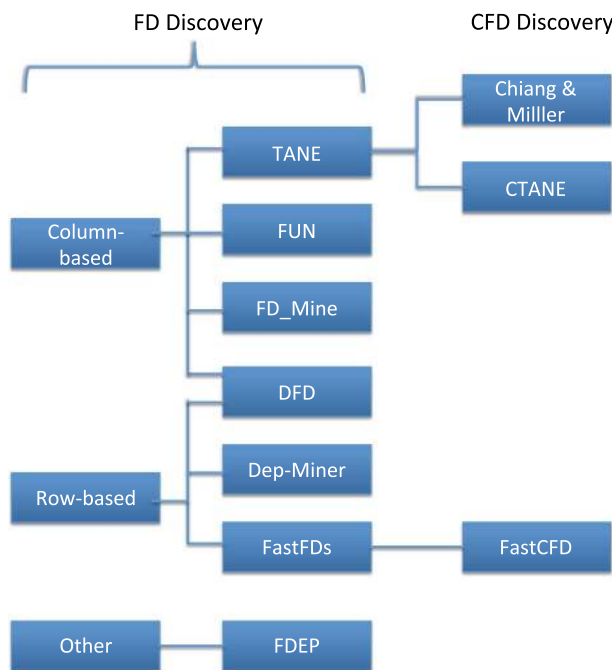 FD Discovery
CFD Discovery
Chiang &
Milller
TANE
CTANE
Column-
based
FUN
FD_Mine
DFD
Dep-Miner
Row-based
FastFDs
FastCFD
Other
FDEP